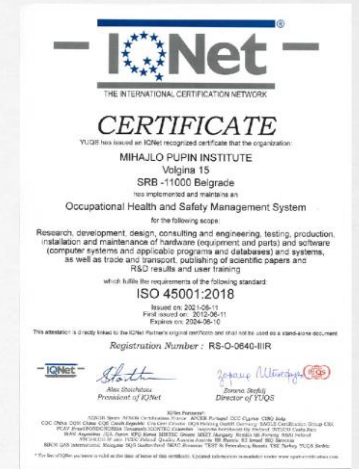 IQNet
THE INTERNATIONAL CERTIFICATION NETWORK
CERTIFICATE
YUQS has issued an IQNet recognized certificate that the organization:
MIHAJLO PUPIN INSTITUTE
Volgina 15
SRB -11000 Belgrade
has implemented and maintains an
Occupational Health and Safety Management System
for the following scope:
Research, development, design, consulting and engineering, testing, production,
installation and maintenance of hardware (equipment and parts) and software
(computer systems and applicable programs and databases) and systems,
as well as trade and transport, publishing of scientific papers and
R&D results and user training
which fulfils the requirements of the following standard:
ISO 45001:2018
Issued on: 2021-06-11
First issued on: 2012-06-11
Expires on: 2024-06-10
This attestation is directly linked to the IQNet Partner's original certificate and shall not be used as a stand-alone document
Registration Number : RS-O-0640-IIIR
IQNet
YUQS
Alex Stoichitoiu
President of IQNet
Director of YUQS
IQNet Partners*: